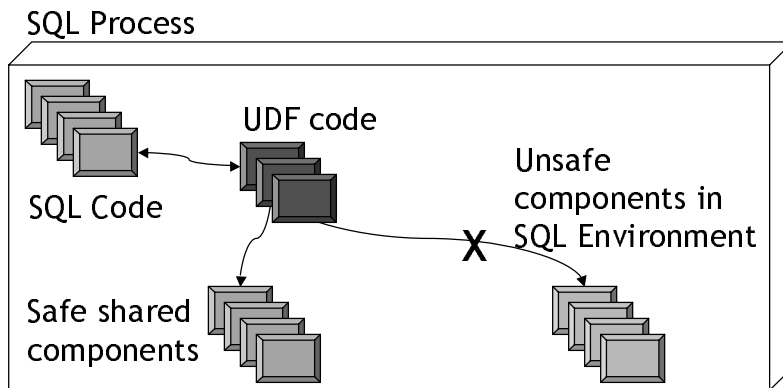 SQL Process
UDF code
SQL Code
Unsafe
components in
SQL Environment
X
Safe shared
components